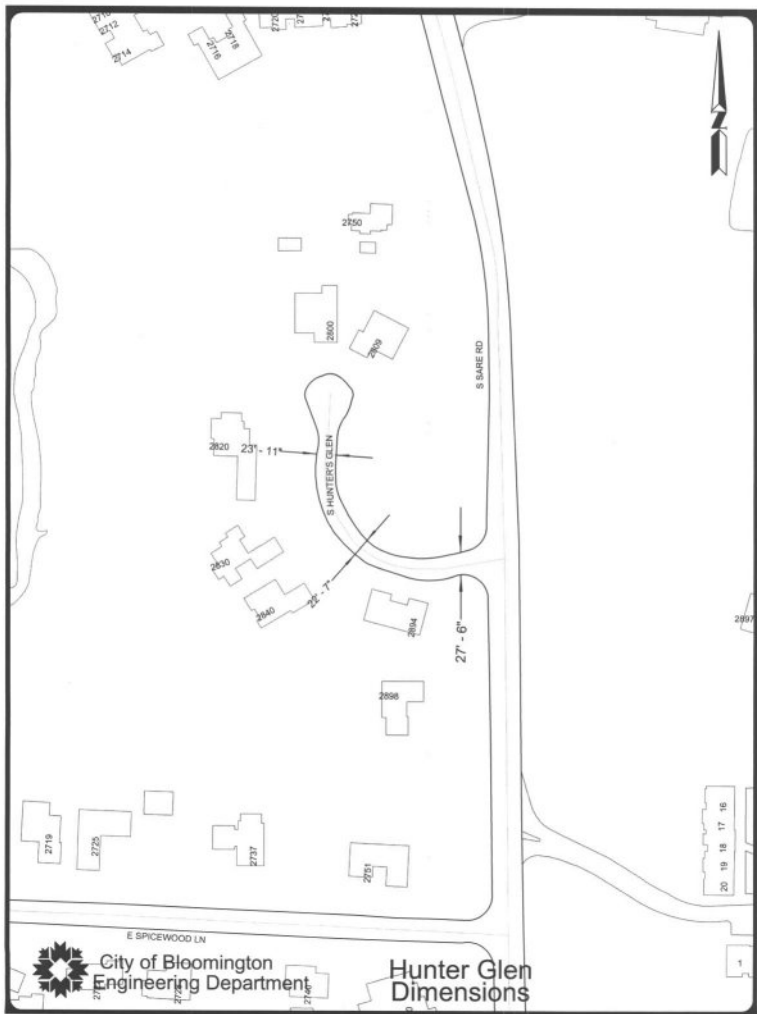 2712
2714
2716
2718
2720
N
2750
2800
2809
S SARE RD
2820
23' - 11"
S HUNTER'S GLEN
2830
2840
22' - 7"
2894
27' - 6"
2897
2898
2719
2725
2737
2751
16
17
18
19
20
E SPICEWOOD LN
1
City of Bloomington
Engineering Department
Hunter Glen
Dimensions